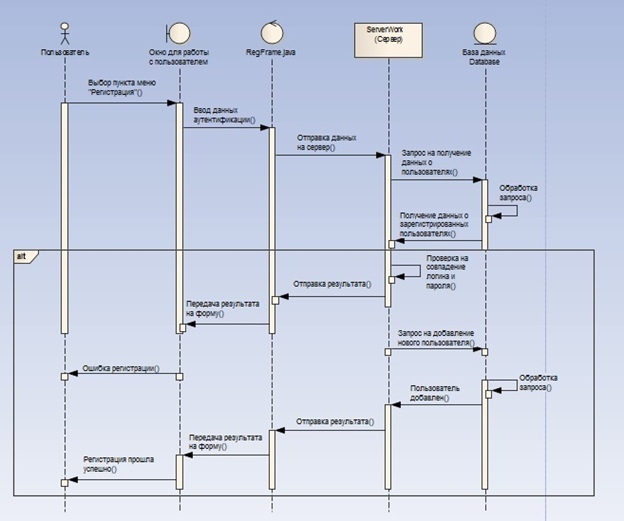 Пользователь
Окно для работы
с пользователем
RegFrame.java
ServerWork
(Сервер)
База данных
Database
Выбор пункта меню
"Регистрация"()
Ввод данных
аутентификации()
Отправка данных
на сервер()
Запрос на получение
данных о
пользователях()
Обработка
запроса()
Получение данных о
зарегистрированных
пользователях()
alt
Проверка на
совпадение
логина и
пароля()
Отправка результата()
Передача результата
на форму()
Запрос на добавление
нового пользователя()
Ошибка регистрации()
Обработка
запроса()
Пользователь
добавлен()
Отправка результата()
Передача результата
на форму()
Регистрация прошла
успешно()